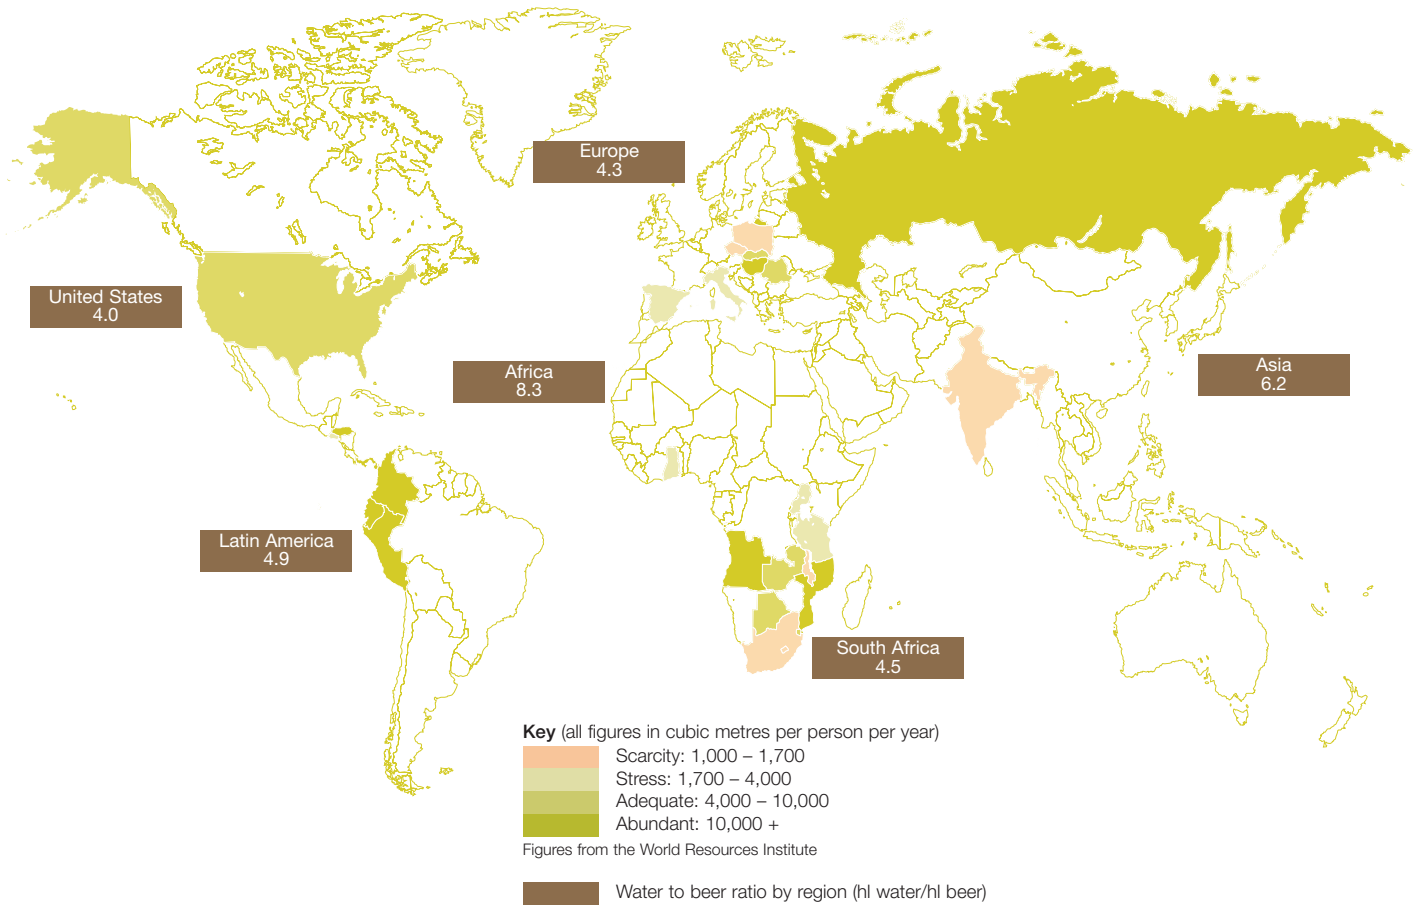 Europe
4.3
United States
4.0
Africa
8.3
Asia
6.2
Latin America
4.9
South Africa
4.5
Key (all figures in cubic metres per person per year)
Scarcity: 1,000 – 1,700
Stress: 1,700 – 4,000
Adequate: 4,000 – 10,000
Abundant: 10,000 +
Figures from the World Resources Institute
Water to beer ratio by region (hl water/hl beer)